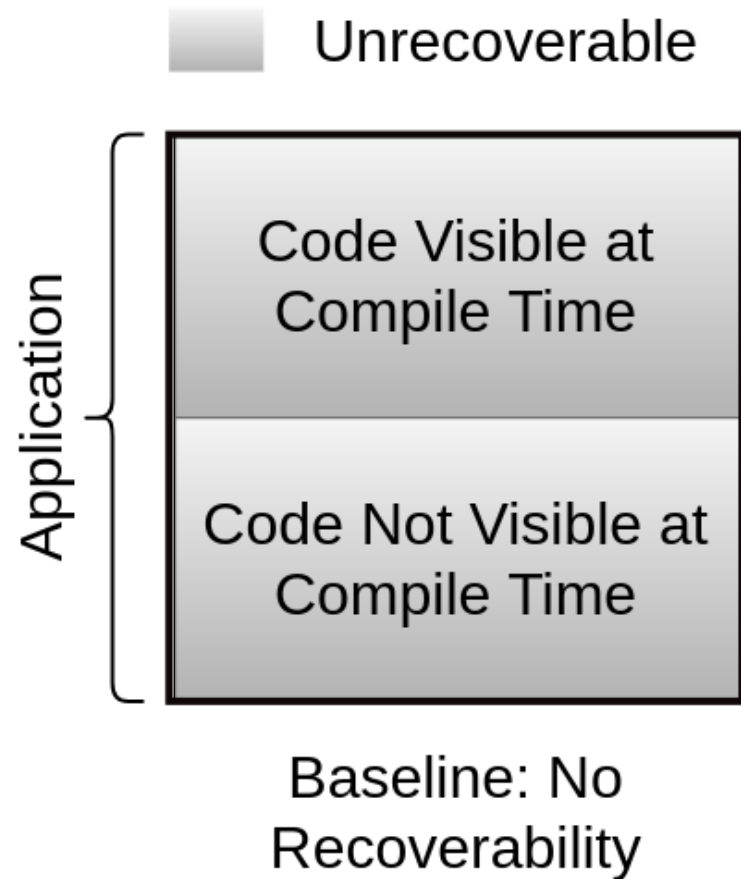 Unrecoverable
Application
Code Visible at
Compile Time
Code Not Visible at
Compile Time
Baseline: No
Recoverability